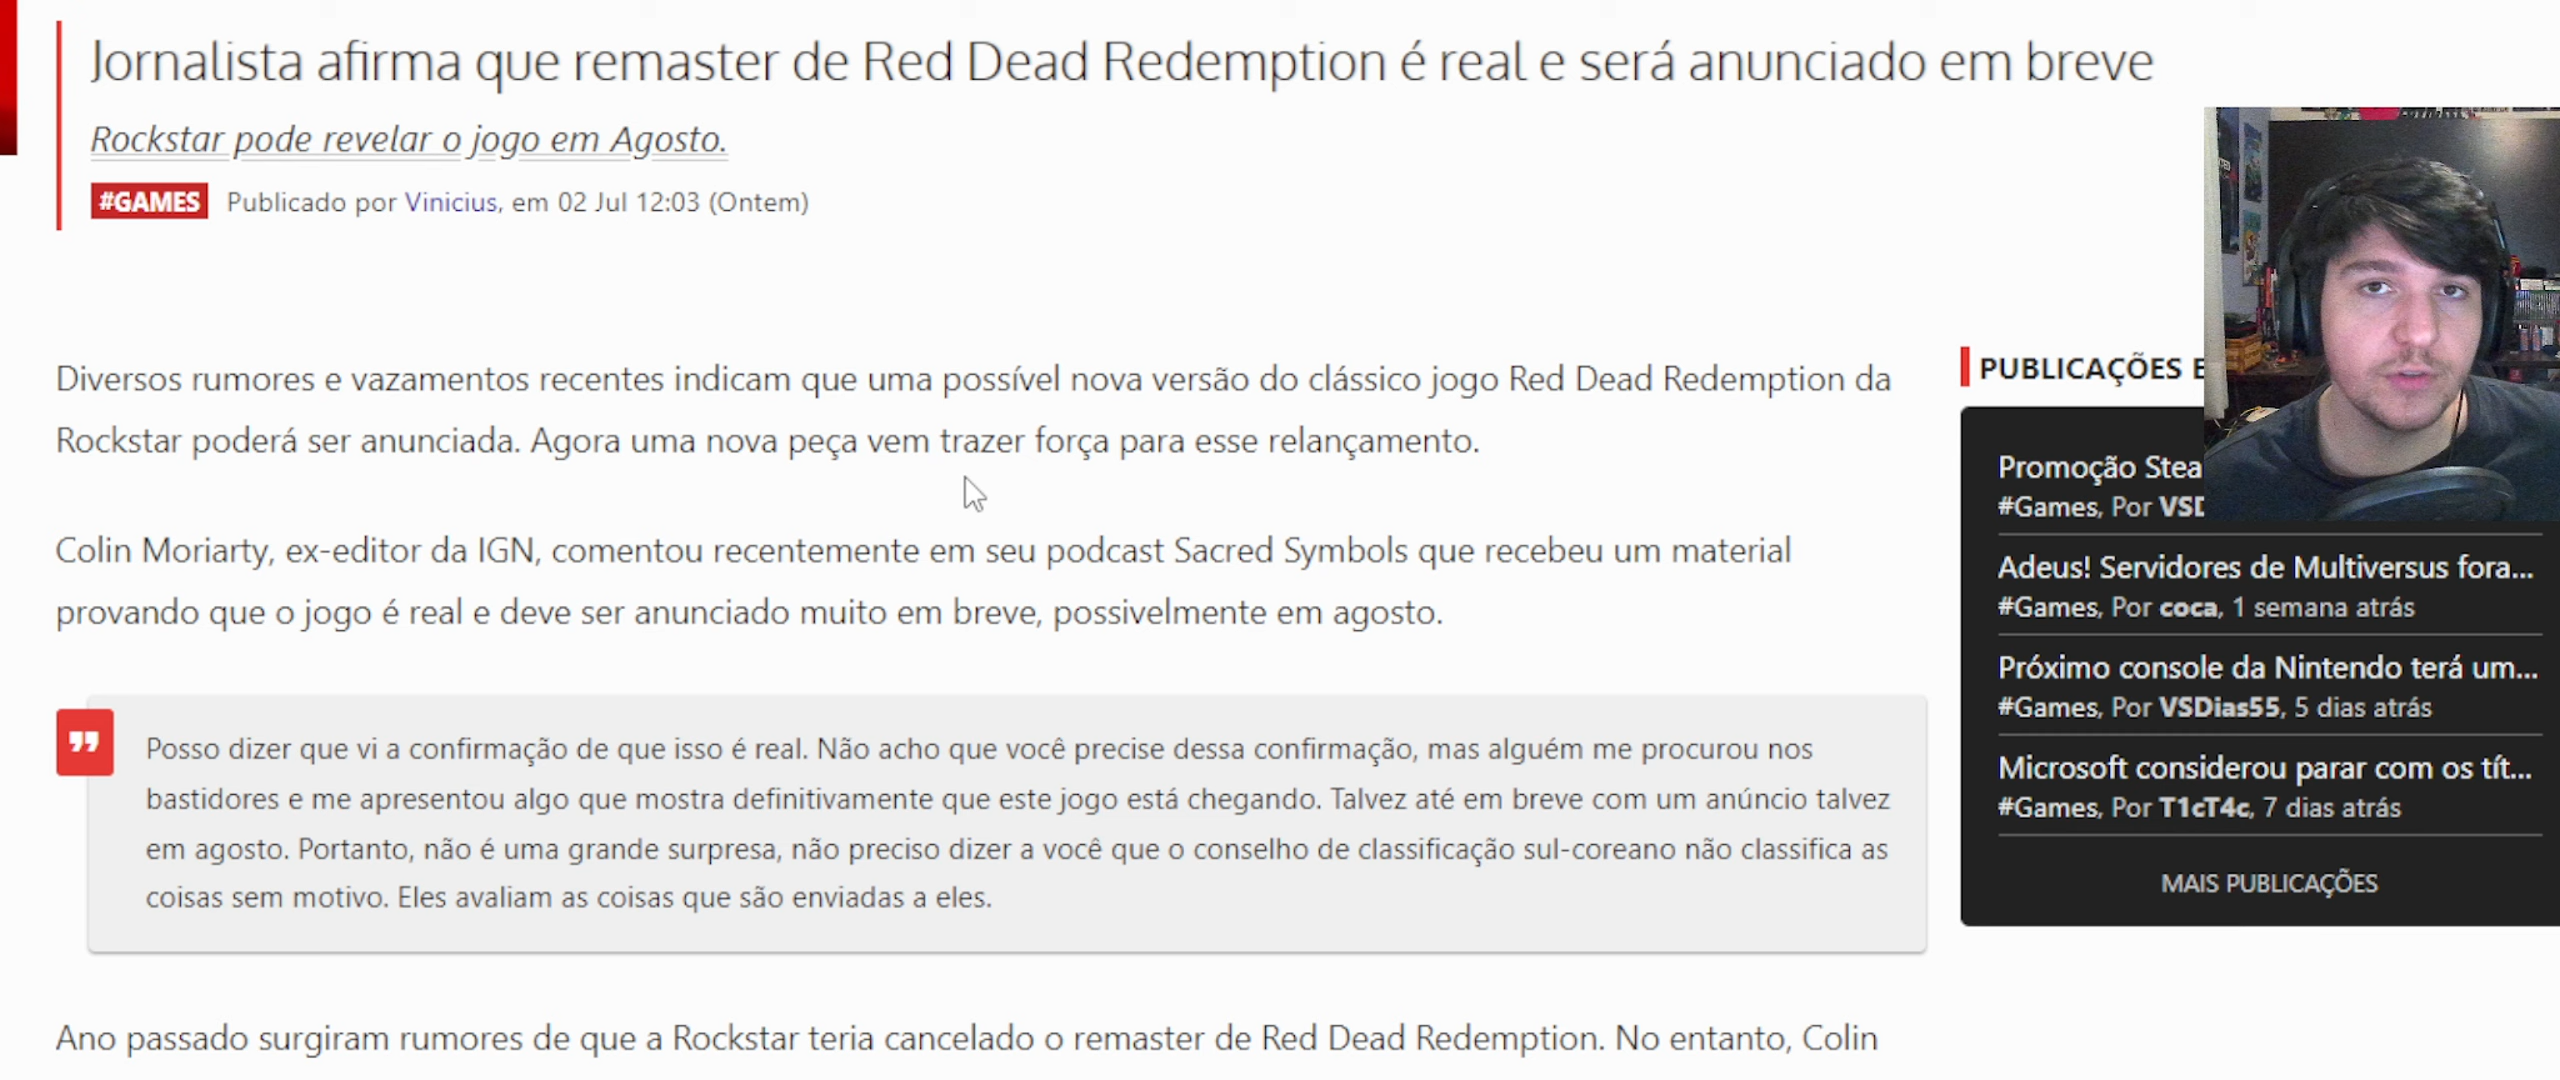 Jornalista afirma que remaster de Red Dead Redemption é real e será anunciado em breve
Rockstar pode revelar o jogo em Agosto.
#GAMES Publicado por Vinicius, em 02 Jul 12:03 (Ontem)
Diversos rumores e vazamentos recentes indicam que uma possível nova versão do clássico jogo Red Dead Redemption da
Rockstar poderá ser anunciada. Agora uma nova peça vem trazer força para esse relançamento.
Colin Moriarty, ex-editor da IGN, comentou recentemente em seu podcast Sacred Symbols que recebeu um material
provando que o jogo é real e deve ser anunciado muito em breve, possivelmente em agosto.
Posso dizer que vi a confirmação de que isso é real. Não acho que você precise dessa confirmação, mas alguém me procurou nos
bastidores e me apresentou algo que mostra definitivamente que este jogo está chegando. Talvez até em breve com um anúncio talvez
em agosto. Portanto, não é uma grande surpresa, não preciso dizer a você que o conselho de classificação sul-coreano não classifica as
coisas sem motivo. Eles avaliam as coisas que são enviadas a eles.
Ano passado surgiram rumores de que a Rockstar teria cancelado o remaster de Red Dead Redemption. No entanto, Colin
PUBLICAÇÕES E
Promoção Stea
#Games, Por VSD
Adeus! Servidores de Multiversus fora...
#Games, Por coca, 1 semana atrás
Próximo console da Nintendo terá um...
#Games, Por VSDias55, 5 dias atrás
Microsoft considerou parar com os tít...
#Games, Por T1cT4c, 7 dias atrás
MAIS PUBLICAÇÕES